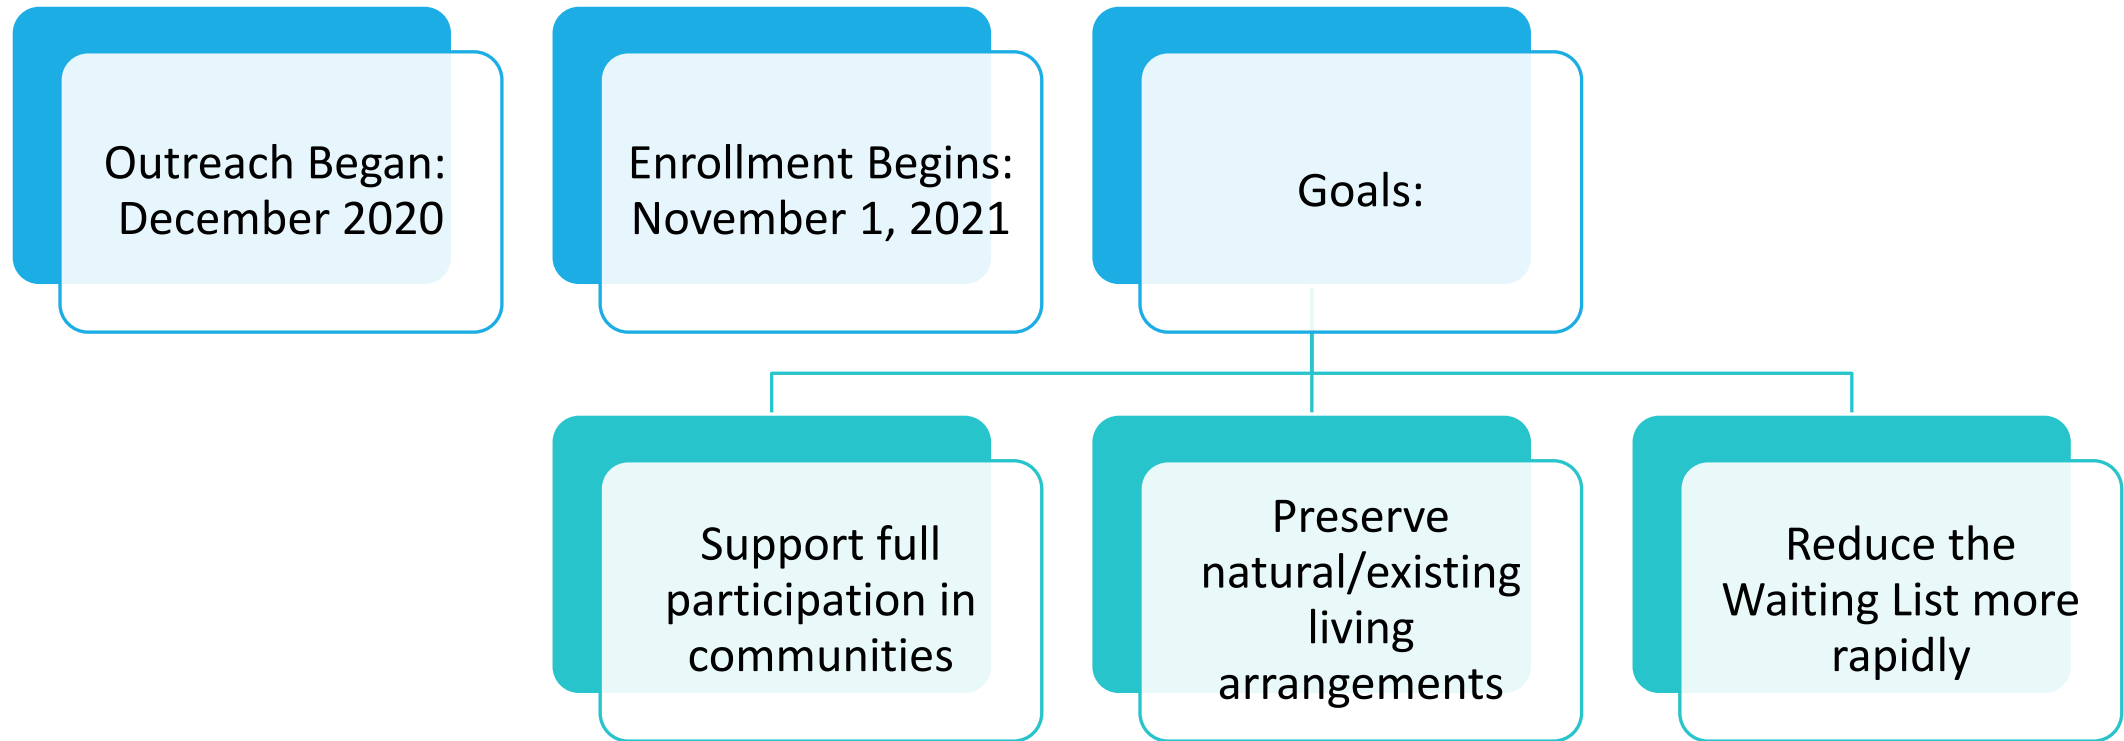 Outreach Began:
December 2020
Enrollment Begins:
November 1, 2021
Goals:
Support full
participation in
communities
Preserve
natural/existing
living
arrangements
Reduce the
Waiting List more
rapidly